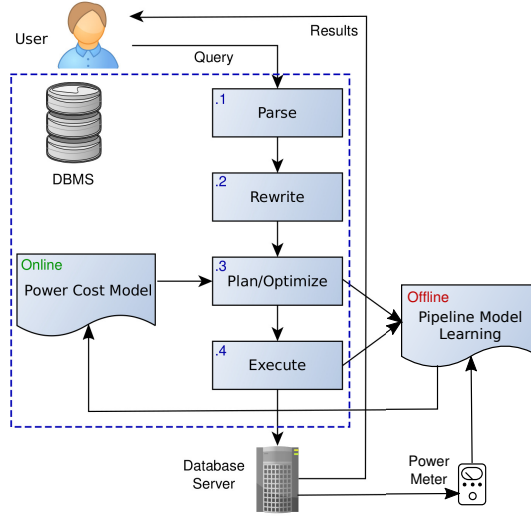 User
Results
Query
DBMS
.1
Parse
.2
Rewrite
Online
Power Cost Model
.3
Plan/Optimize
Offline
Pipeline Model
Learning
.4
Execute
Database
Server
Power
Meter